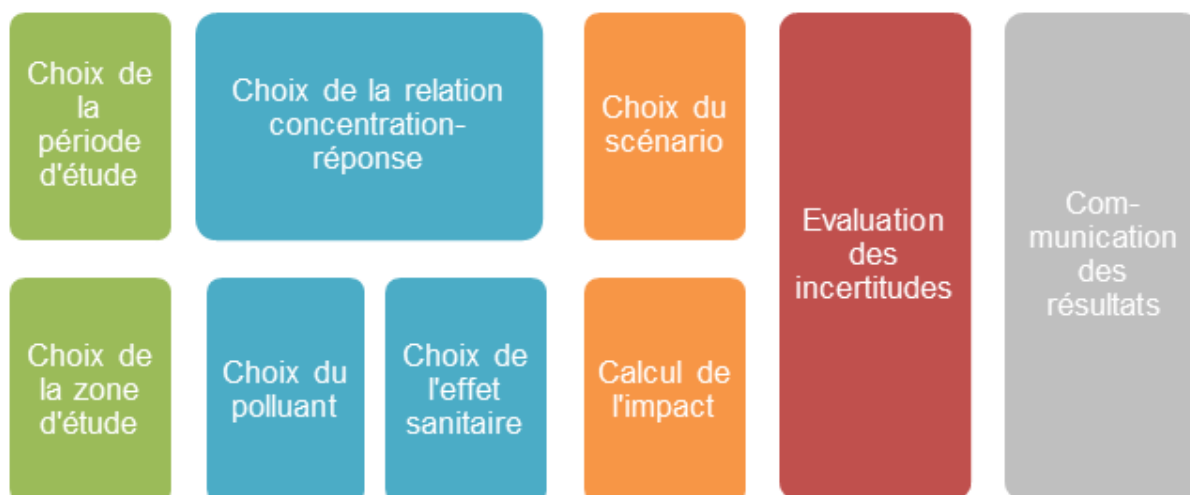 Choix de
la
période
d'étude
Choix de la relation
concentration-
réponse
Choix du
scénario
Evaluation
des
incertitudes
Com-
munication
des
résultats
Choix de
la zone
d'étude
Choix du
polluant
Choix de
l'effet
sanitaire
Calcul de
l'impact